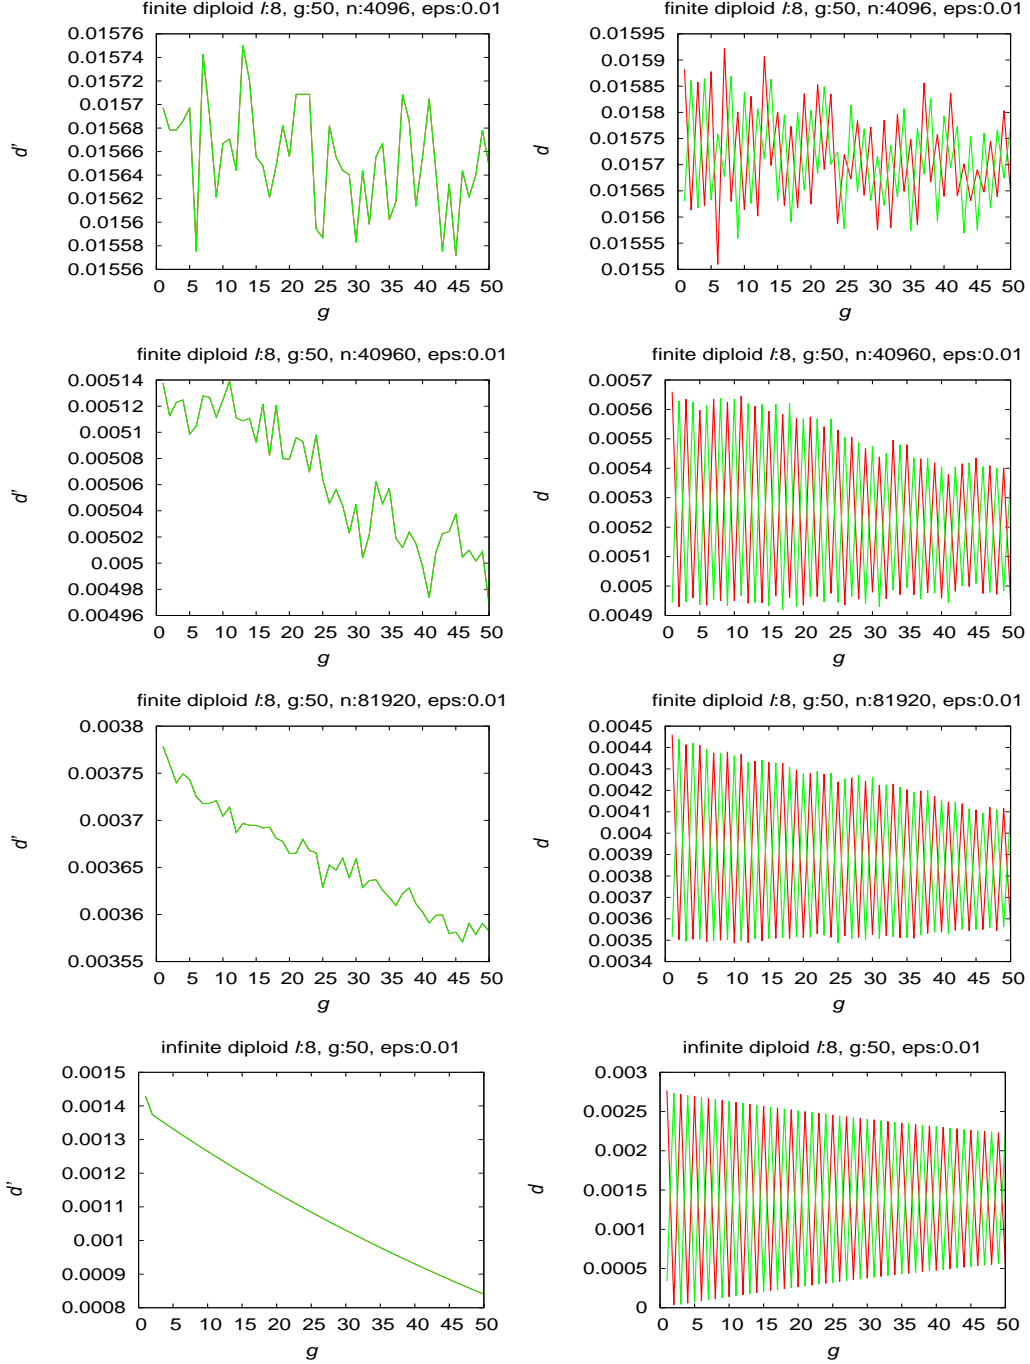 finite diploid l:8, g:50, n:4096, eps:0.01
0.01576
0.01574
0.01572
0.0157
0.01568
0.01566
0.01564
0.01562
0.0156
0.01558
0.01556
d'
0 5 10 15 20 25 30 35 40 45 50
g
finite diploid l:8, g:50, n:4096, eps:0.01
0.01595
0.0159
0.01585
0.0158
0.01575
0.0157
0.01565
0.0156
0.01555
0.0155
d
0 5 10 15 20 25 30 35 40 45 50
g
finite diploid l:8, g:50, n:40960, eps:0.01
0.00514
0.00512
0.0051
0.00508
0.00506
0.00504
0.00502
0.005
0.00498
0.00496
d'
0 5 10 15 20 25 30 35 40 45 50
g
finite diploid l:8, g:50, n:40960, eps:0.01
0.0057
0.0056
0.0055
0.0054
0.0053
0.0052
0.0051
0.005
0.0049
d
0 5 10 15 20 25 30 35 40 45 50
g
finite diploid l:8, g:50, n:81920, eps:0.01
0.0038
0.00375
0.0037
0.00365
0.0036
0.00355
d'
0 5 10 15 20 25 30 35 40 45 50
g
finite diploid l:8, g:50, n:81920, eps:0.01
0.0045
0.0044
0.0043
0.0042
0.0041
0.004
0.0039
0.0038
0.0037
0.0036
0.0035
0.0034
d
0 5 10 15 20 25 30 35 40 45 50
g
infinite diploid l:8, g:50, eps:0.01
0.0015
0.0014
0.0013
0.0012
0.0011
0.001
0.0009
0.0008
d'
0 5 10 15 20 25 30 35 40 45 50
g
infinite diploid l:8, g:50, eps:0.01
0.003
0.0025
0.002
0.0015
0.001
0.0005
0
d
0 5 10 15 20 25 30 35 40 45 50
g